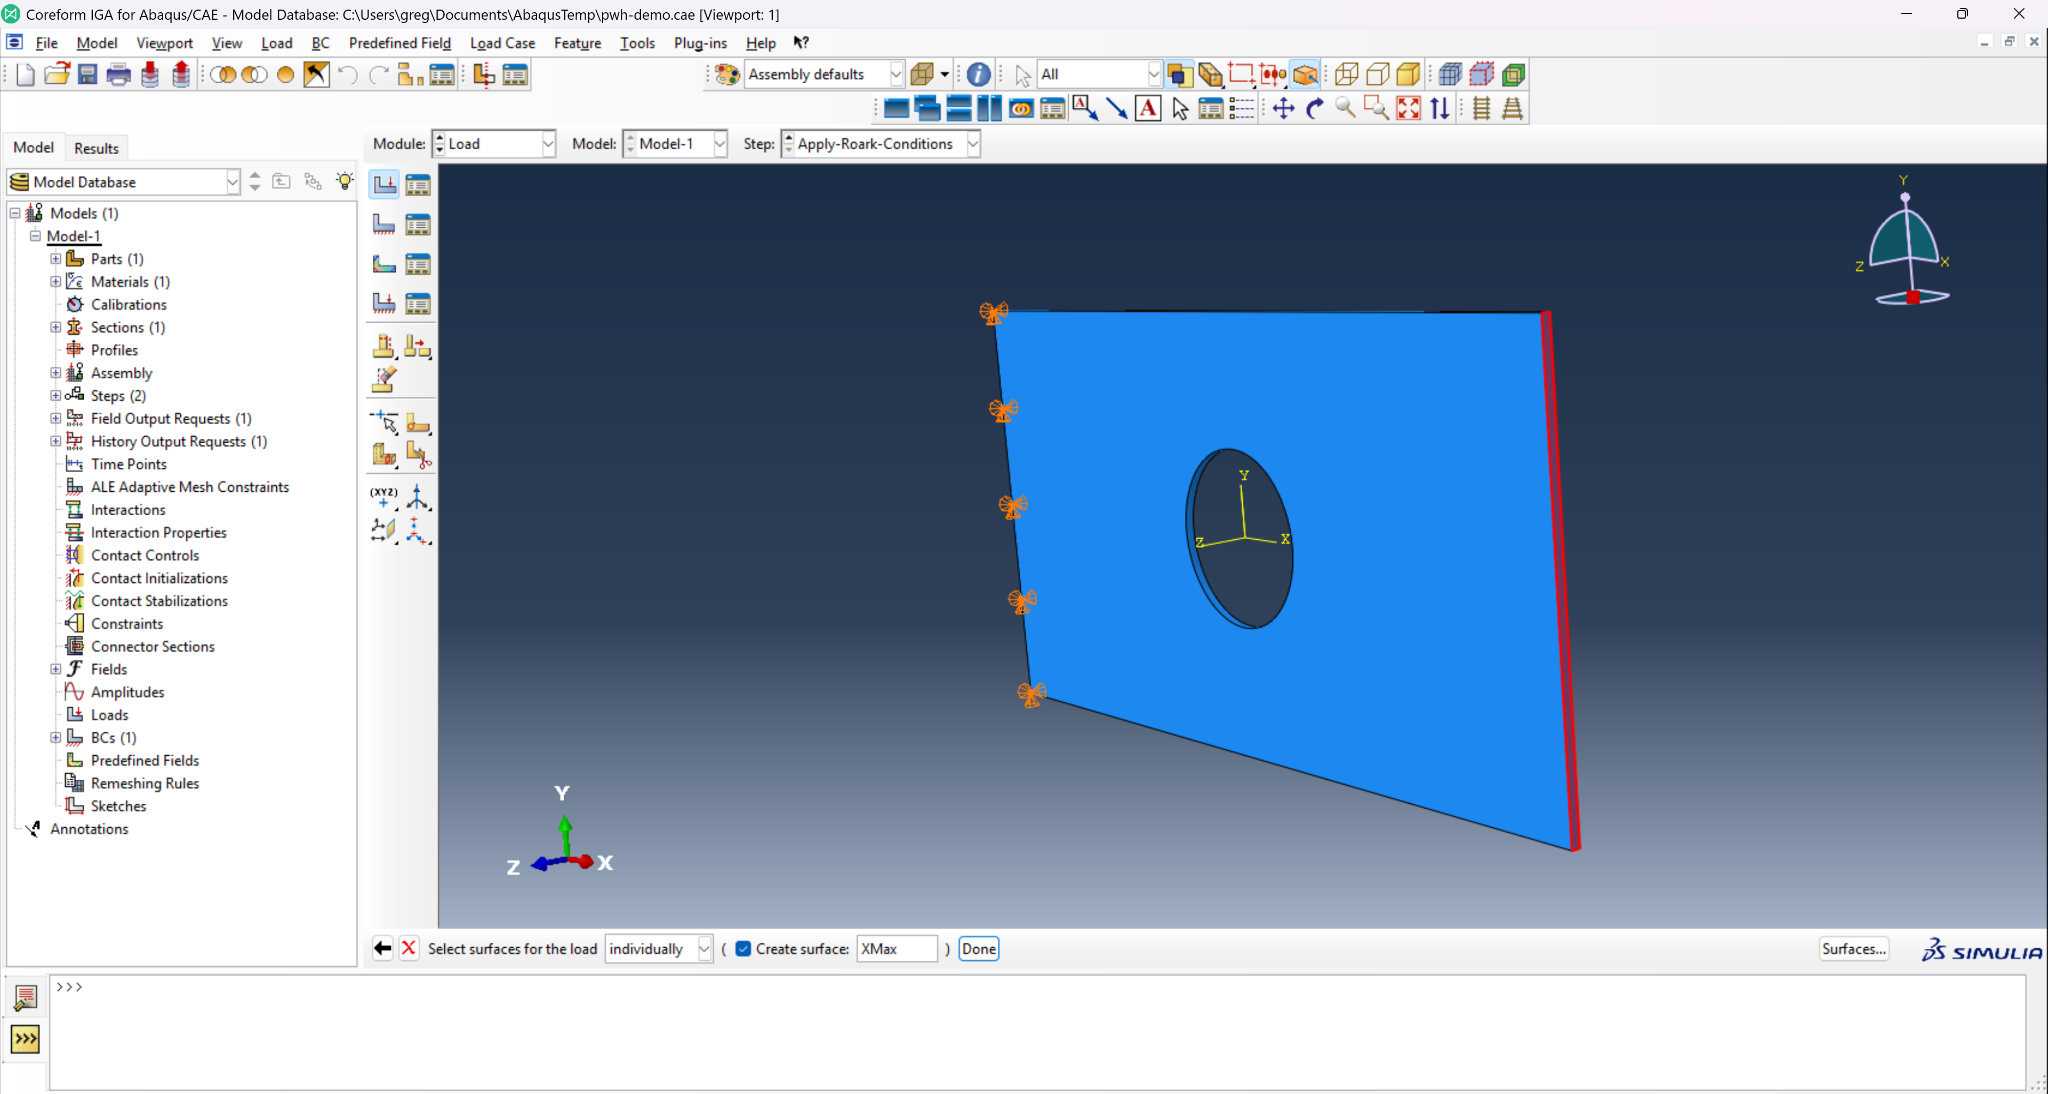 Coreform IGA for Abaqus/CAE - Model Database: C:\Users\greg\Documents\AbaqusTemp\pwh-demo.cae [Viewport: 1]
File Model Viewport View Load BC Predefined Field Load Case Feature Tools Plug-ins Help ?
Assembly defaults All
A A
Model Results
Module: Load Model: Model-1 Step: Apply-Roark-Conditions
Model Database
Models (1)
Model-1
Parts (1)
Materials (1)
Calibrations
Sections (1)
Profiles
Assembly
Steps (2)
Field Output Requests (1)
History Output Requests (1)
Time Points
ALE Adaptive Mesh Constraints
Interactions
Interaction Properties
Contact Controls
Contact Initializations
Contact Stabilizations
Constraints
Connector Sections
Fields
Amplitudes
Loads
BCs (1)
Predefined Fields
Remeshing Rules
Sketches
Annotations
(XYZ)
Y
Z X
Y
Z X
Y
Z X
Select surfaces for the load individually ( Create surface: XMax ) Done
Surfaces...
SIMULIA
>>>
>>>